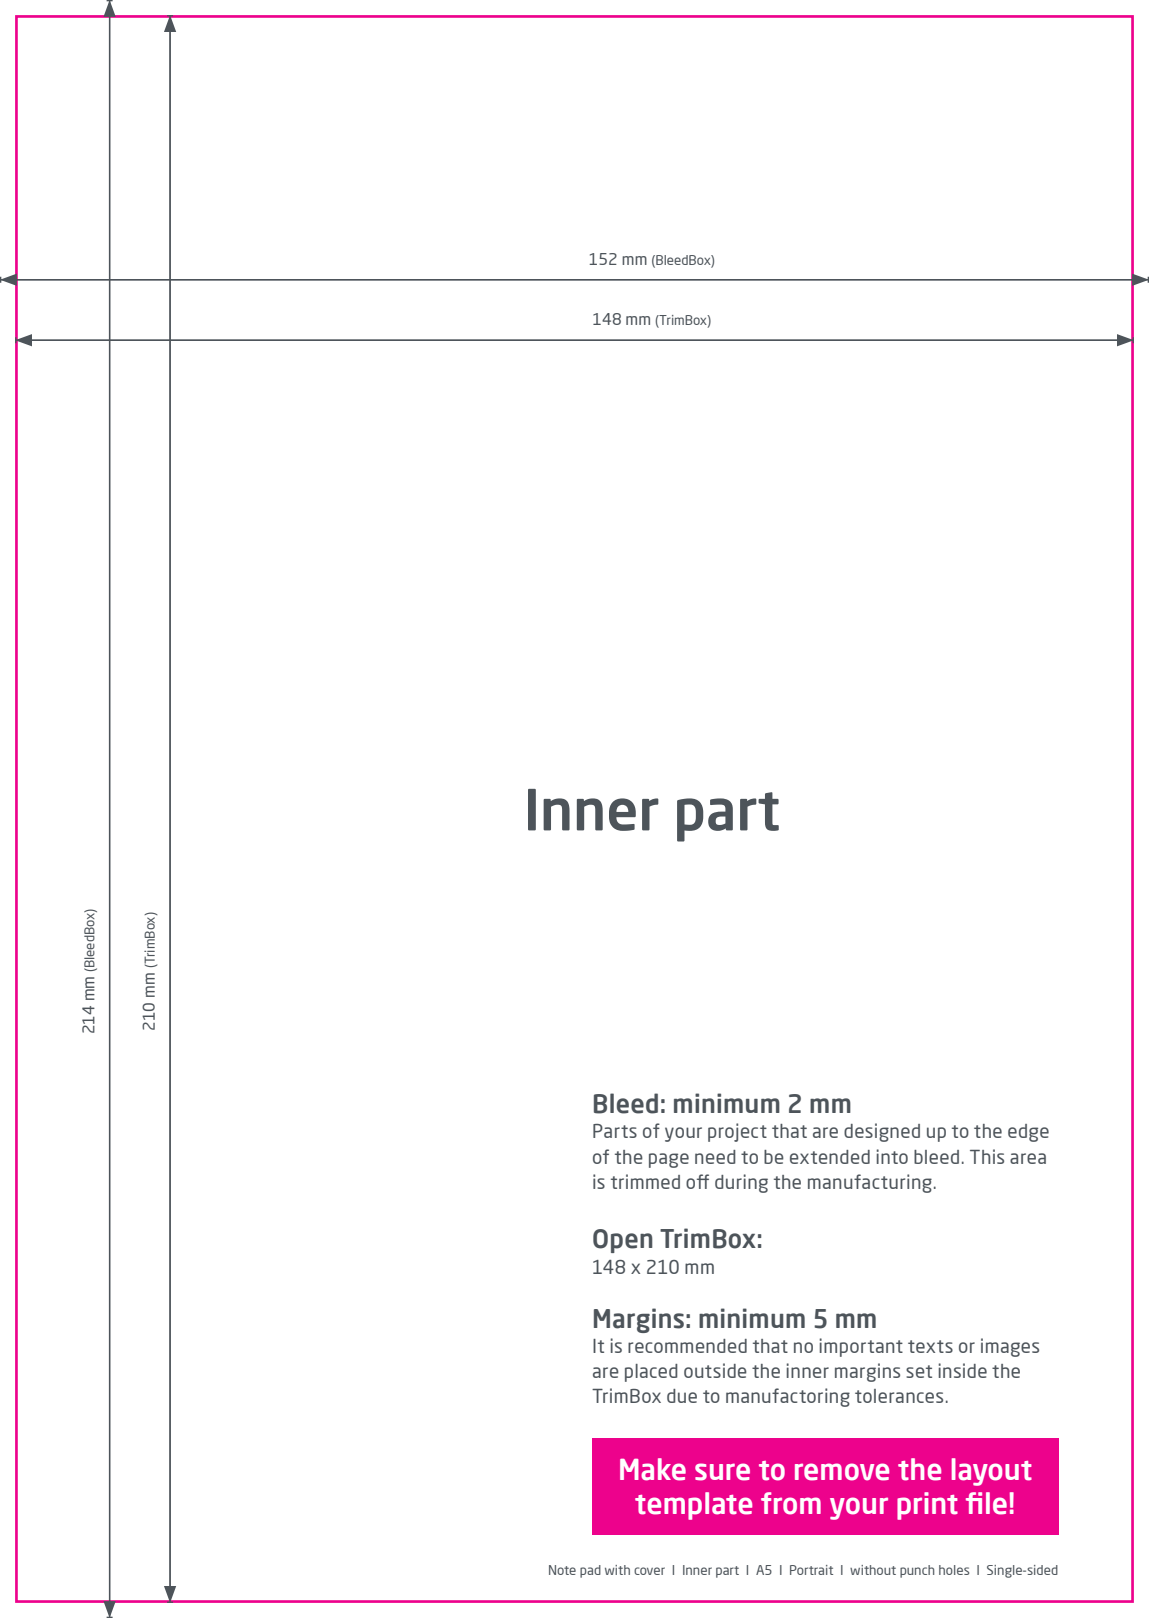 152 mm (BleedBox)
148 mm (TrimBox)
Inner part
214 mm (BleedBox)
210 mm (TrimBox)
Bleed: minimum 2 mm
Parts of your project that are designed up to the edge
of the page need to be extended into bleed. This area
is trimmed off during the manufacturing.
Open TrimBox:
148 x 210 mm
Margins: minimum 5 mm
It is recommended that no important texts or images
are placed outside the inner margins set inside the
TrimBox due to manufactoring tolerances.
Make sure to remove the layout
template from your print file!
Note pad with cover I Inner part I A5 I Portrait I without punch holes I Single-sided